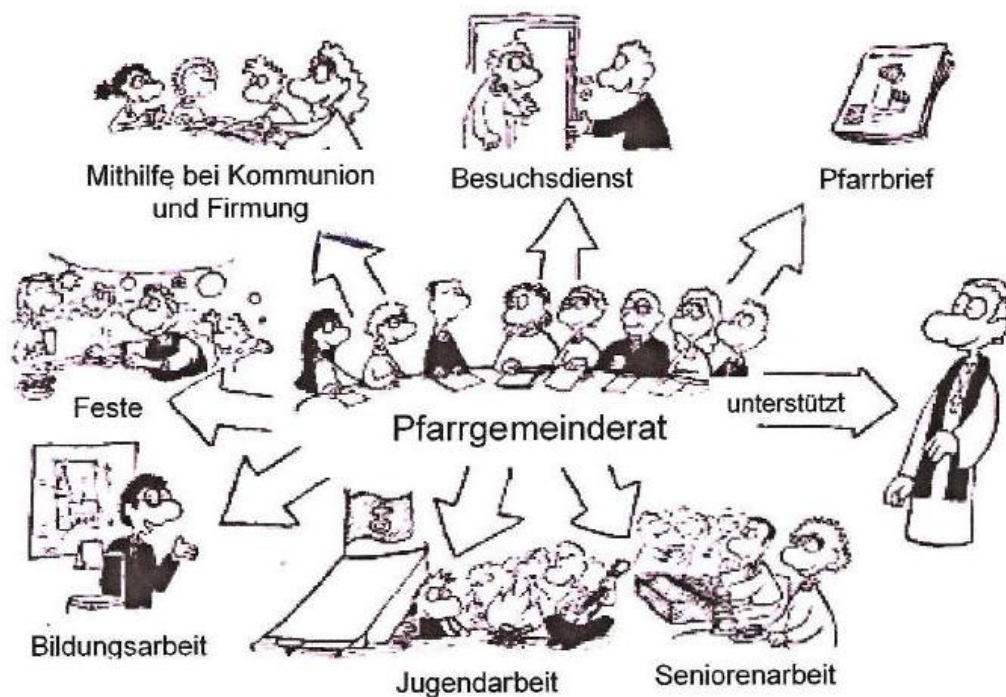 Mithilfe bei Kommunion
und Firmung
Besuchsdienst
Pfarrbrief
Feste
Pfarrgemeinderat
unterstützt
Bildungsarbeit
Jugendarbeit
Seniorenarbeit